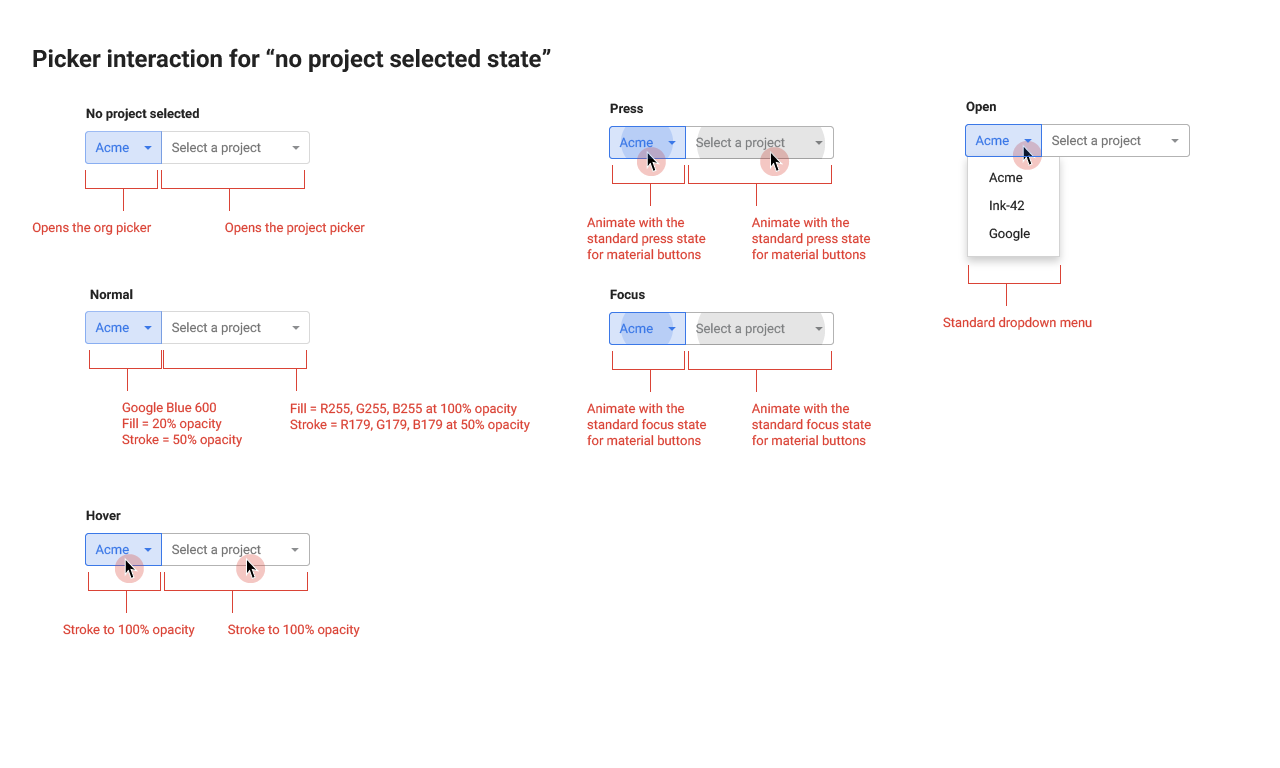 Picker interaction for “no project selected state”
No project selected
Acme
Select a project
Opens the org picker
Opens the project picker
Normal
Acme
Select a project
Google Blue 600
Fill = 20% opacity
Stroke = 50% opacity
Fill = R255, G255, B255 at 100% opacity
Stroke = R179, G179, B179 at 50% opacity
Hover
Acme
Select a project
Stroke to 100% opacity
Stroke to 100% opacity
Press
Acme
Select a project
Animate with the
standard press state
for material buttons
Animate with the
standard press state
for material buttons
Focus
Acme
Select a project
Animate with the
standard focus state
for material buttons
Animate with the
standard focus state
for material buttons
Open
Acme
Select a project
Acme
Ink-42
Google
Standard dropdown menu